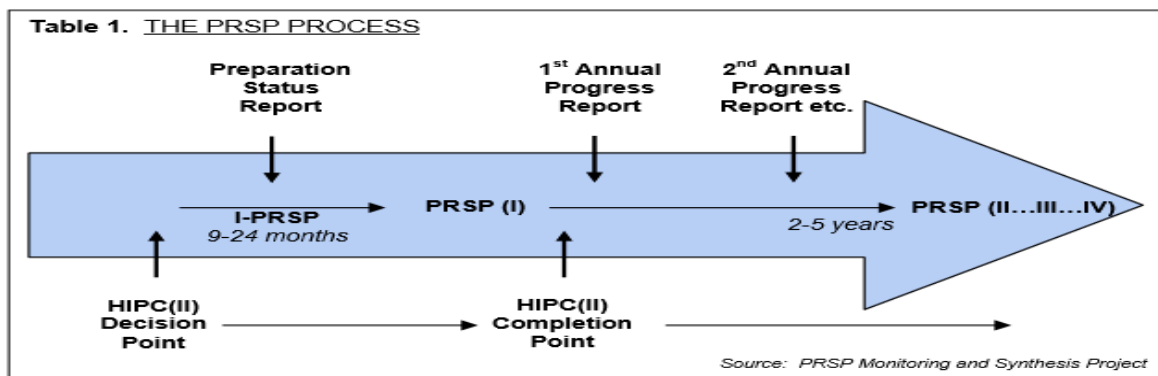 Table 1. THE PRSP PROCESS
Preparation
Status
Report
1st Annual
Progress
Report
2nd Annual
Progress
Report etc.
I-PRSP
9-24 months
PRSP (I)
2-5 years
PRSP (II...III...IV)
HIPC(II)
Decision
Point
HIPC(II)
Completion
Point
Source: PRSP Monitoring and Synthesis Project